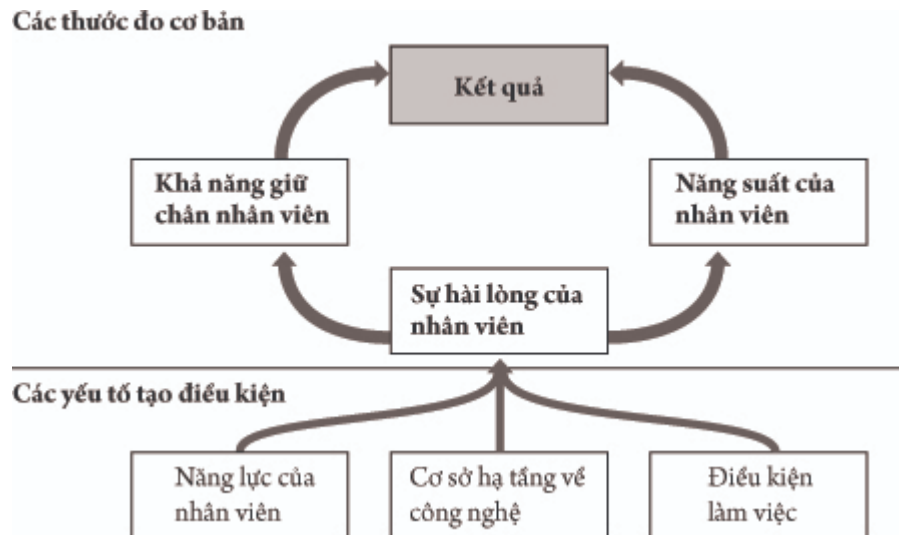 Các thước đo cơ bản
Kết quả
Khả năng giữ
chân nhân viên
Năng suất của
nhân viên
Sự hài lòng của
nhân viên
Các yếu tố tạo điều kiện
Năng lực của
nhân viên
Cơ sở hạ tầng về
công nghệ
Điều kiện
làm việc